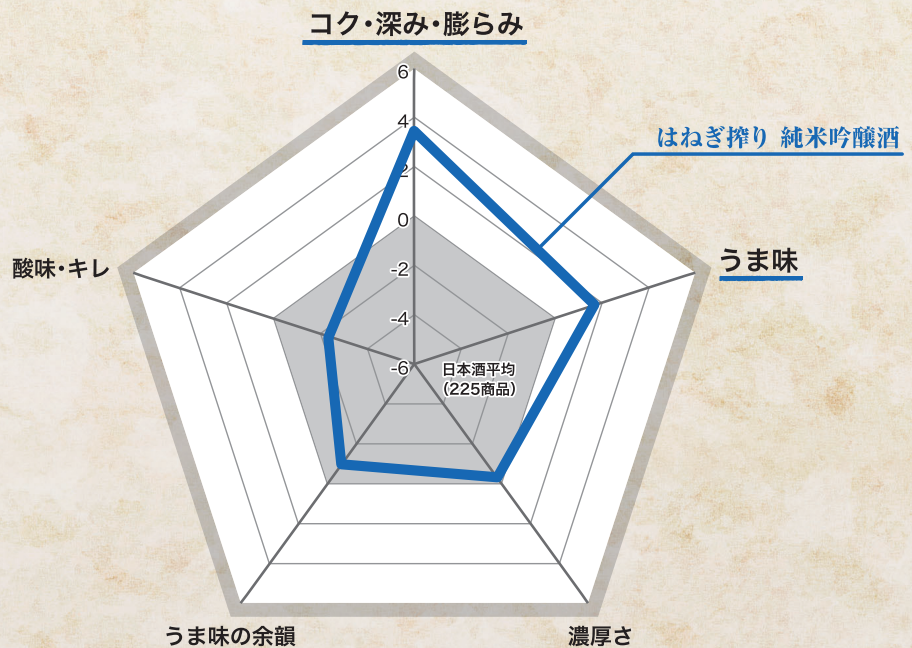 コク・深み・膨らみ
6
4
はねぎ搾り 純米吟醸酒
2
0
うま味
酸味・キレ
-2
-4
-6
日本酒平均
（225商品）
うま味の余韻
濃厚さ